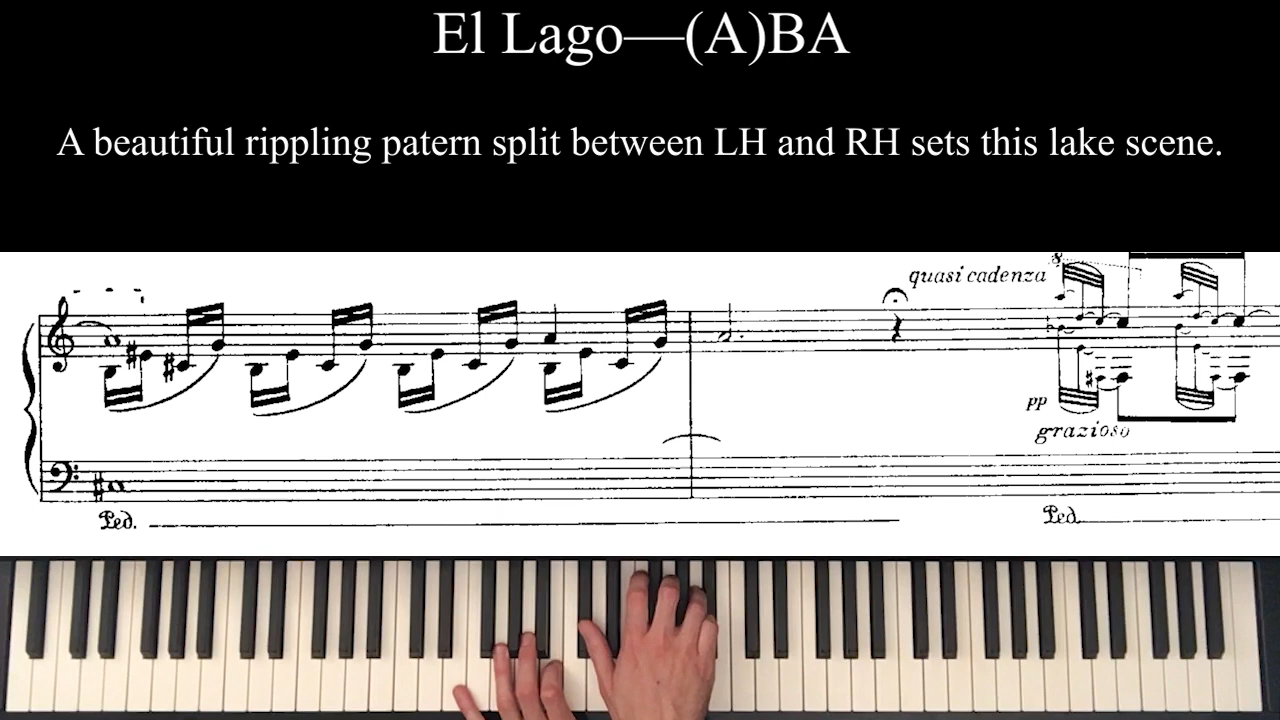 El Lago—(A)BA
A beautiful rippling patern split between LH and RH sets this lake scene.
quasi cadenza
8
pp
grazioso
Ped.
Ped.